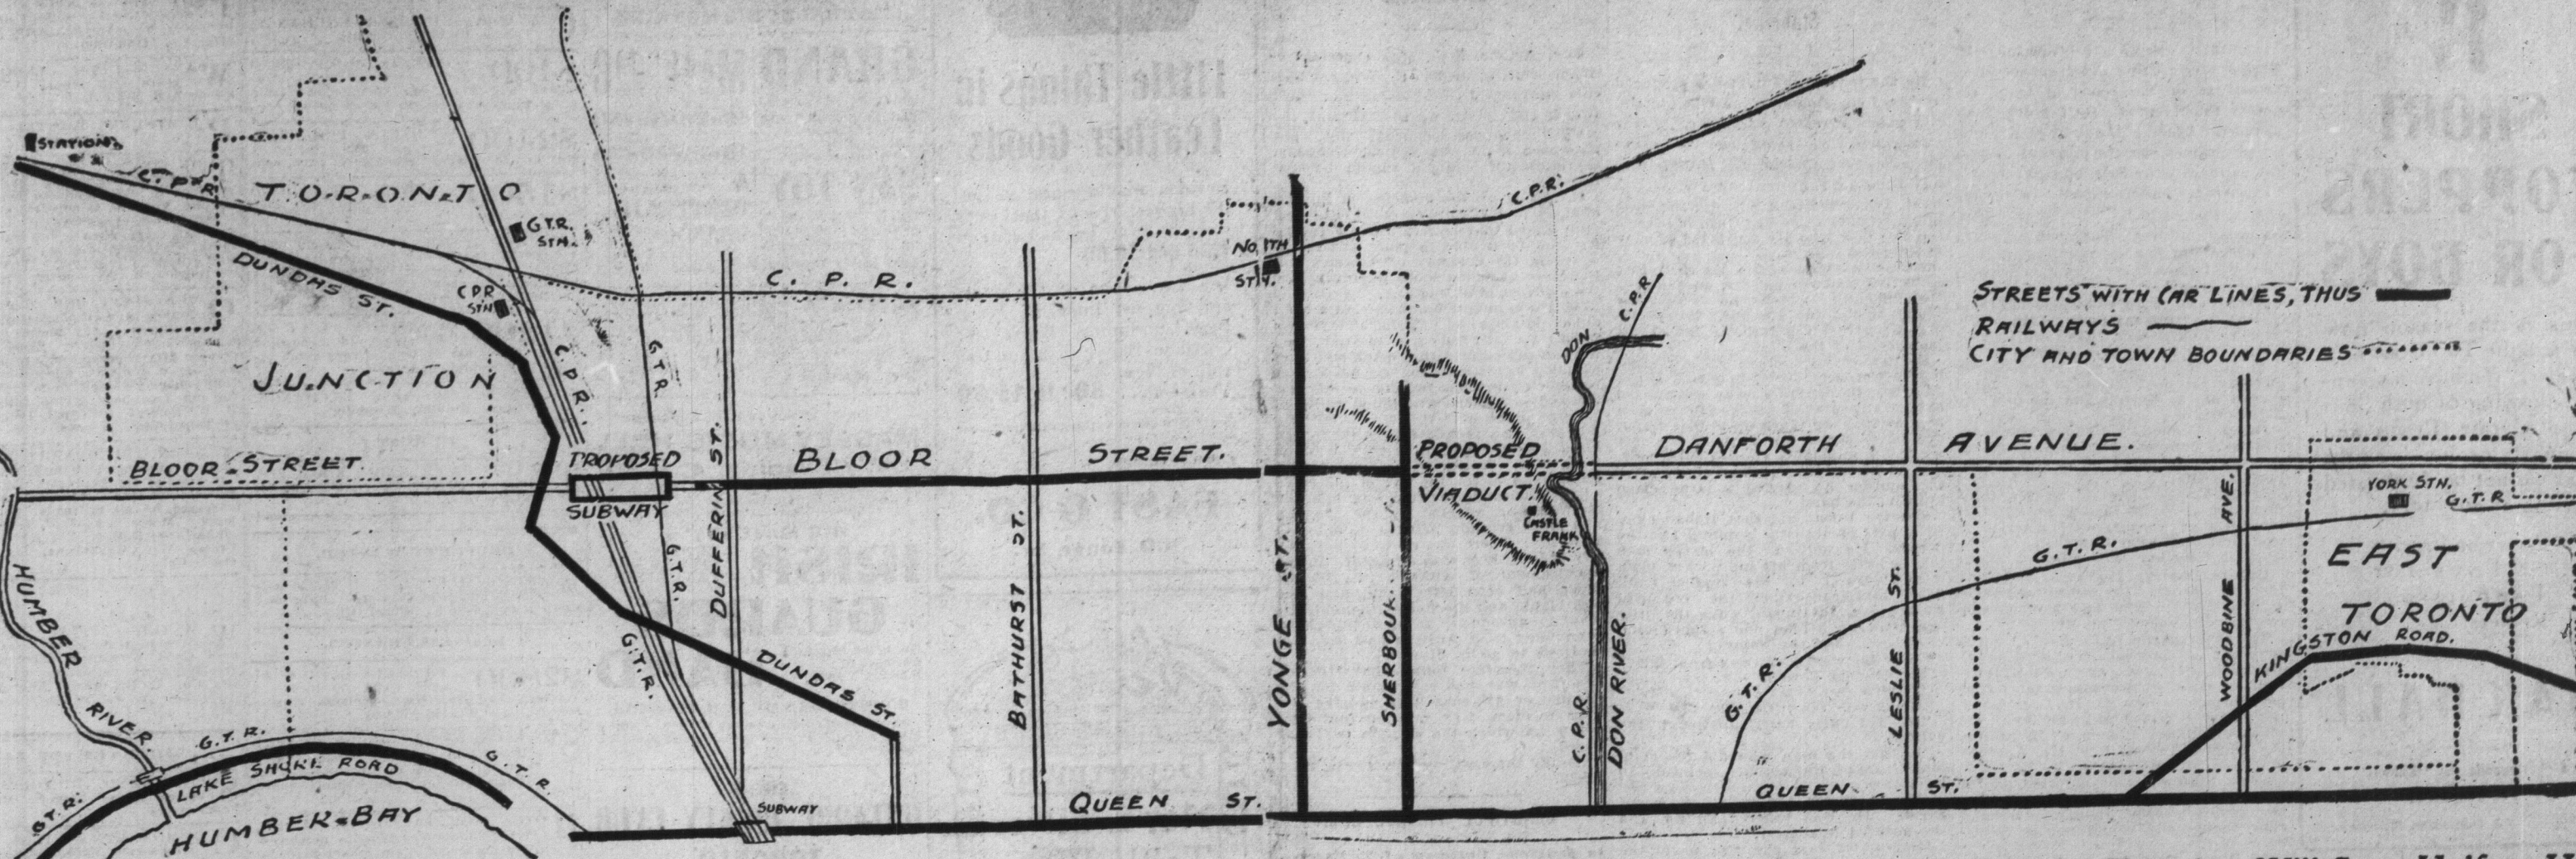 STATION
C.P.R.
T.O.R.O.N.T.O
G.T.R.
STN.
DUNDAS ST.
C.P.R.
STN
JUNCTION
C.P.R.
G.T.R.
C. P. R.
NORTH
STN.
C.P.R.
DON
C.P.R.
STREETS WITH CAR LINES, THUS
RAILWAYS
CITY AND TOWN BOUNDARIES
BLOOR STREET
PROPOSED
SUBWAY
BLOOR STREET.
PROPOSED
VIADUCT.
CASTLE
FRANK
DANFORTH AVENUE.
YORK STN.
G.T.R
HUMBER RIVER.
G.T.R.
G.T.R.
DUFFERIN ST.
DUNDAS ST.
BATHURST ST.
YONGE ST.
SHERBOUR
C.P.R.
DON RIVER.
G.T.R.
G.T.R.
LESLIE ST.
WOODBINE AVE.
EAST
TORONTO
KINGSTON ROAD.
G.T.R.
G.T.R.
G.T.R.
LAKE SHORE ROAD
HUMBER-BAY
SUBWAY
QUEEN ST.
QUEEN ST.